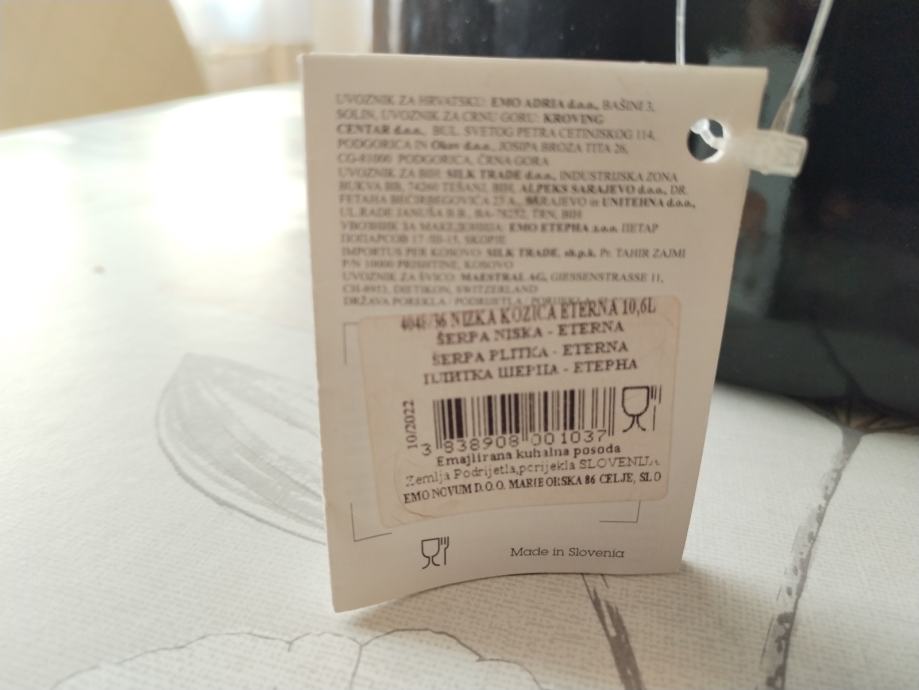 UVOZNIK ZA HRVATSKU: EMO ADRIA d.o.o., BAŠINI 3,
SOLIN, UVOZNIK ZA CRNU GORU: KROVING
CENTAR d.o.o., BUL. SVETOG PETRA CETINJSKOG 114,
PODGORICA IN Okov d.o.o., JOSIPA BROZA TITA 26,
CG-81000 PODGORICA, ČRNA GORA
UVOZNIK ZA BIH: SILK TRADE d.o.o., INDUSTRIJSKA ZONA
BUKVA BB, 74260 TEŠANJ, BIH, ALPEKS SARAJEVO d.o.o., DR.
FETAHA BEĆIRBEGOVIĆA 23 A., SARAJEVO in UNITEHNA d.o.o.,
UL.RADE JANUŠA B.B., BA-78252, TRN, BIH
УВОЗНИК ЗА МАКЕДОНИЈА: ЕМО ЕТЕРНА д.о.о. ПЕТАР
ПОПАРСОВ 17/III-15, SKOPJE
IMPORTUS PER KOSOVO: SILK TRADE, sh.p.k. Pr. TAHIR ZAJMI
P/N 10000 PRISHTINE, KOSOVO
UVOZNIK ZA ŠVICO: MAESTRAL AG, GIESSENSTRASSE 11,
CH-8953, DIETIKON, SWITZERLAND
DRŽAVA POREKLA / PODRIJETLA /
4048/36 NIZKA KOZICA ETERNA 10,6L
ŠERPA NISKA - ETERNA
ŠERPA PLITKA - ETERNA
ПЛИТКА ШЕРПА - ЕТЕРНА
10/2022
3 838908 001037
Emajlirana kuhalna posoda
Zemlja Podrijetla,porijekla SLOVENIJA
EMO NOVUM D.O.O. MARIBORSKA 86 CELJE, SLO
Made in Slovenia